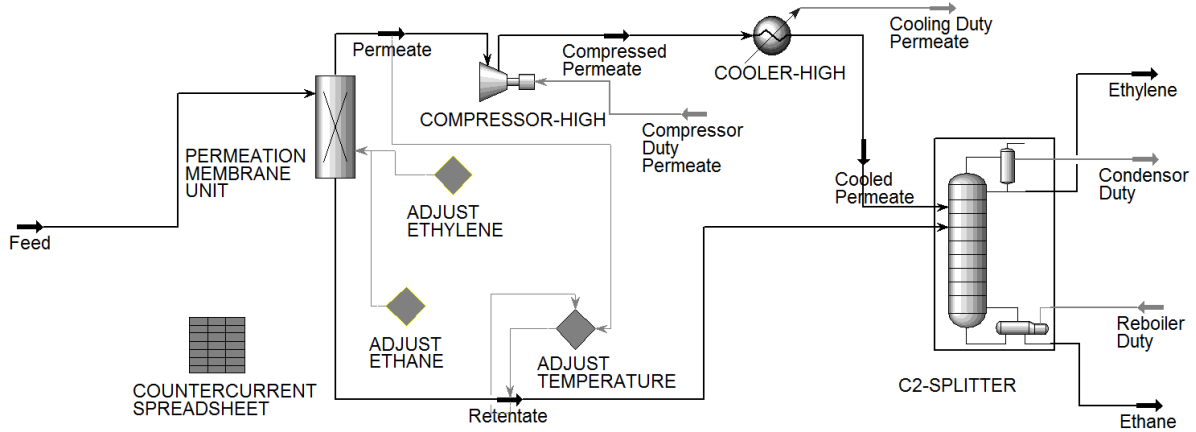 Permeate
Compressed
Permeate
Cooling Duty
Permeate
COOLER-HIGH
Ethylene
COMPRESSOR-HIGH
Compressor
Duty
Permeate
PERMEATION
MEMBRANE
UNIT
Cooled
Permeate
Condensor
Duty
ADJUST
ETHYLENE
Feed
Reboiler
Duty
ADJUST
ETHANE
ADJUST
TEMPERATURE
C2-SPLITTER
COUNTERCURRENT
SPREADSHEET
Retentate
Ethane